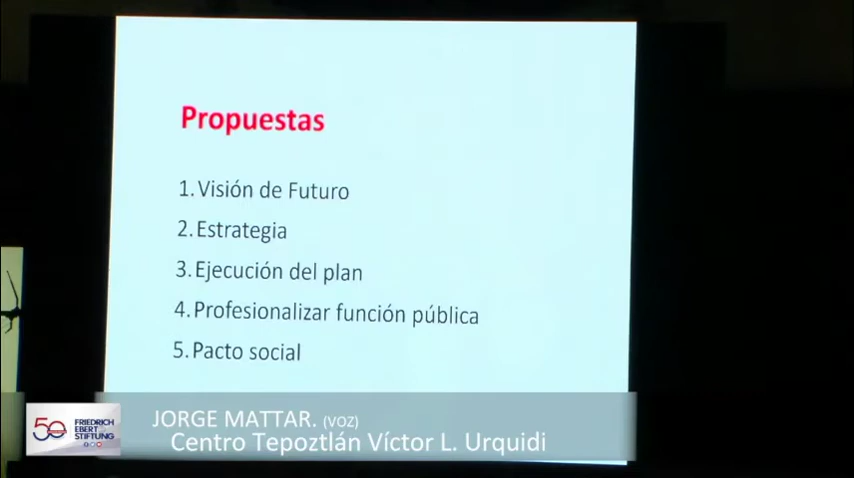 Propuestas
1. Visión de Futuro
2. Estrategia
3. Ejecución del plan
4. Profesionalizar función pública
5. Pacto social
JORGE MATTAR. (VOZ)
Centro Tepoztlán Víctor L. Urquidi
50
FRIEDRICH
EBERT
STIFTUNG